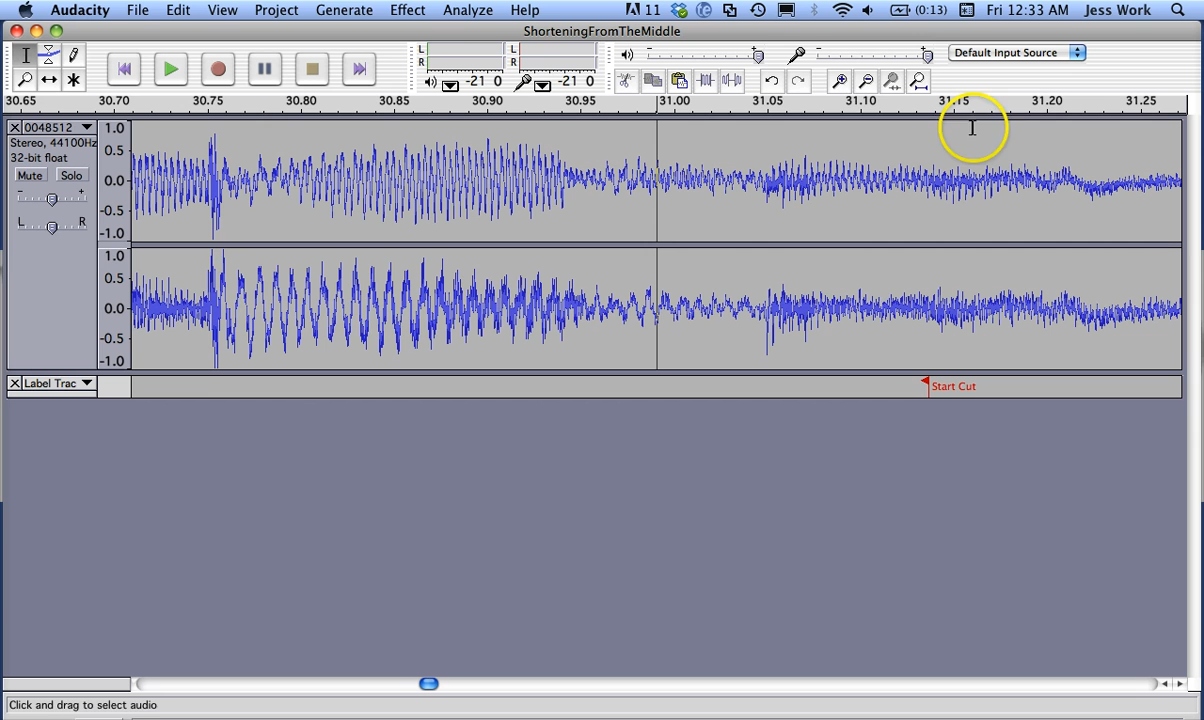 Audacity File Edit View Project Generate Effect Analyze Help 11 (0:13) Fri 12:33 AM Jess Work
ShorteningFromTheMiddle
L R -21 0 L R -21 0 Default Input Source
30.65 30.70 30.75 30.80 30.85 30.90 30.95 31.00 31.05 31.10 31.15 31.20 31.25
0048512
Stereo, 44100Hz
32-bit float
Mute Solo
- +
L R
1.0
0.5
0.0
-0.5
-1.0
1.0
0.5
0.0
-0.5
-1.0
Label Trac Start Cut
Click and drag to select audio